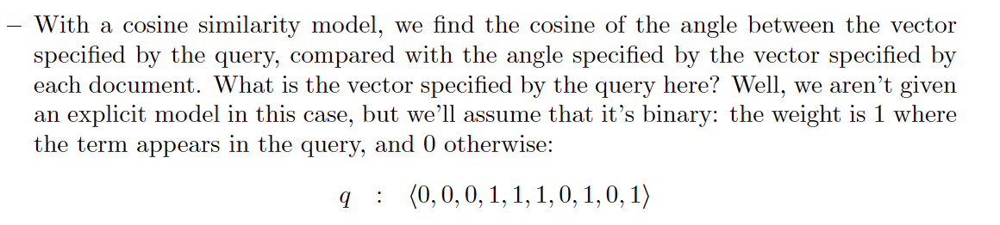 – With a cosine similarity model, we find the cosine of the angle between the vector
specified by the query, compared with the angle specified by the vector specified by
each document. What is the vector specified by the query here? Well, we aren't given
an explicit model in this case, but we'll assume that it's binary: the weight is 1 where
the term appears in the query, and 0 otherwise:
q : ⟨0, 0, 0, 1, 1, 1, 0, 1, 0, 1⟩